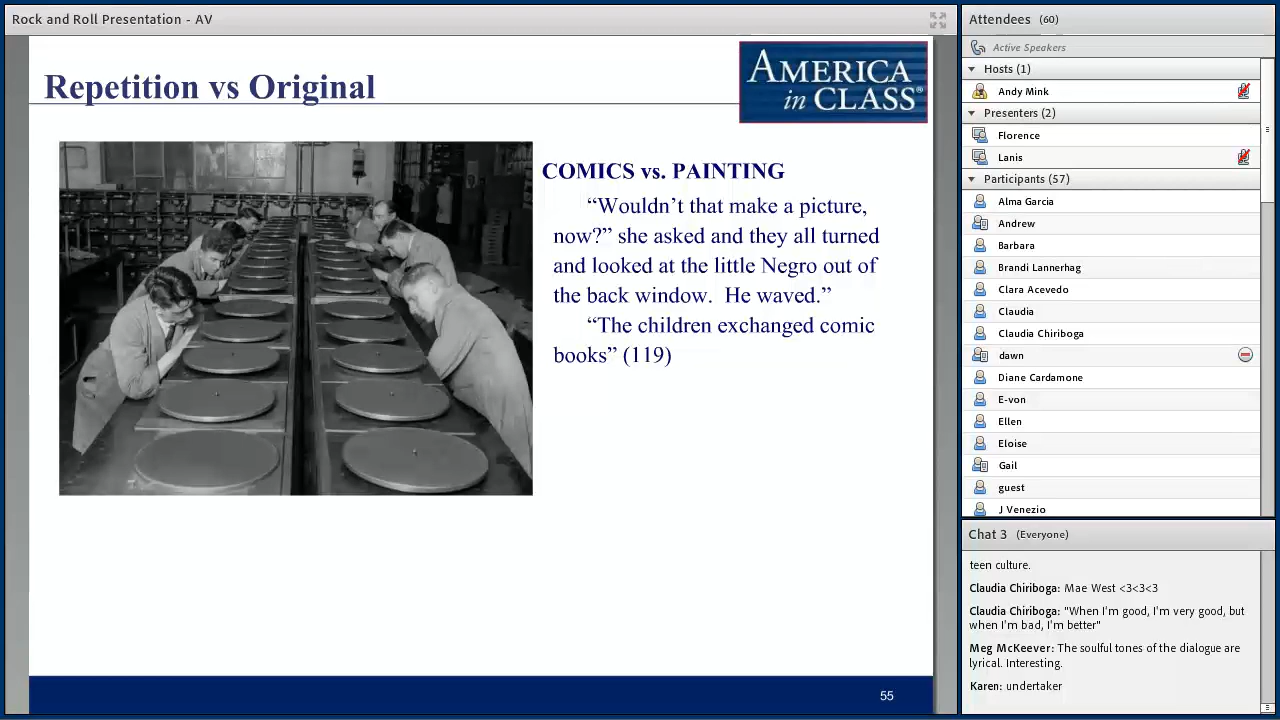 Rock and Roll Presentation - AV
Repetition vs Original
AMERICA
in CLASS®
COMICS vs. PAINTING
“Wouldn’t that make a picture,
now?” she asked and they all turned
and looked at the little Negro out of
the back window.  He waved.”
“The children exchanged comic
books” (119)
55
Attendees (60)
Active Speakers
Hosts (1)
Andy Mink
Presenters (2)
Florence
Lanis
Participants (57)
Alma Garcia
Andrew
Barbara
Brandi Lannerhag
Clara Acevedo
Claudia
Claudia Chiriboga
dawn
Diane Cardamone
E-von
Ellen
Eloise
Gail
guest
J Venezio
Chat 3 (Everyone)
teen culture.
Claudia Chiriboga: Mae West <3<3<3
Claudia Chiriboga: "When I'm good, I'm very good, but
when I'm bad, I'm better"
Meg McKeever: The soulful tones of the dialogue are
lyrical. Interesting.
Karen: undertaker